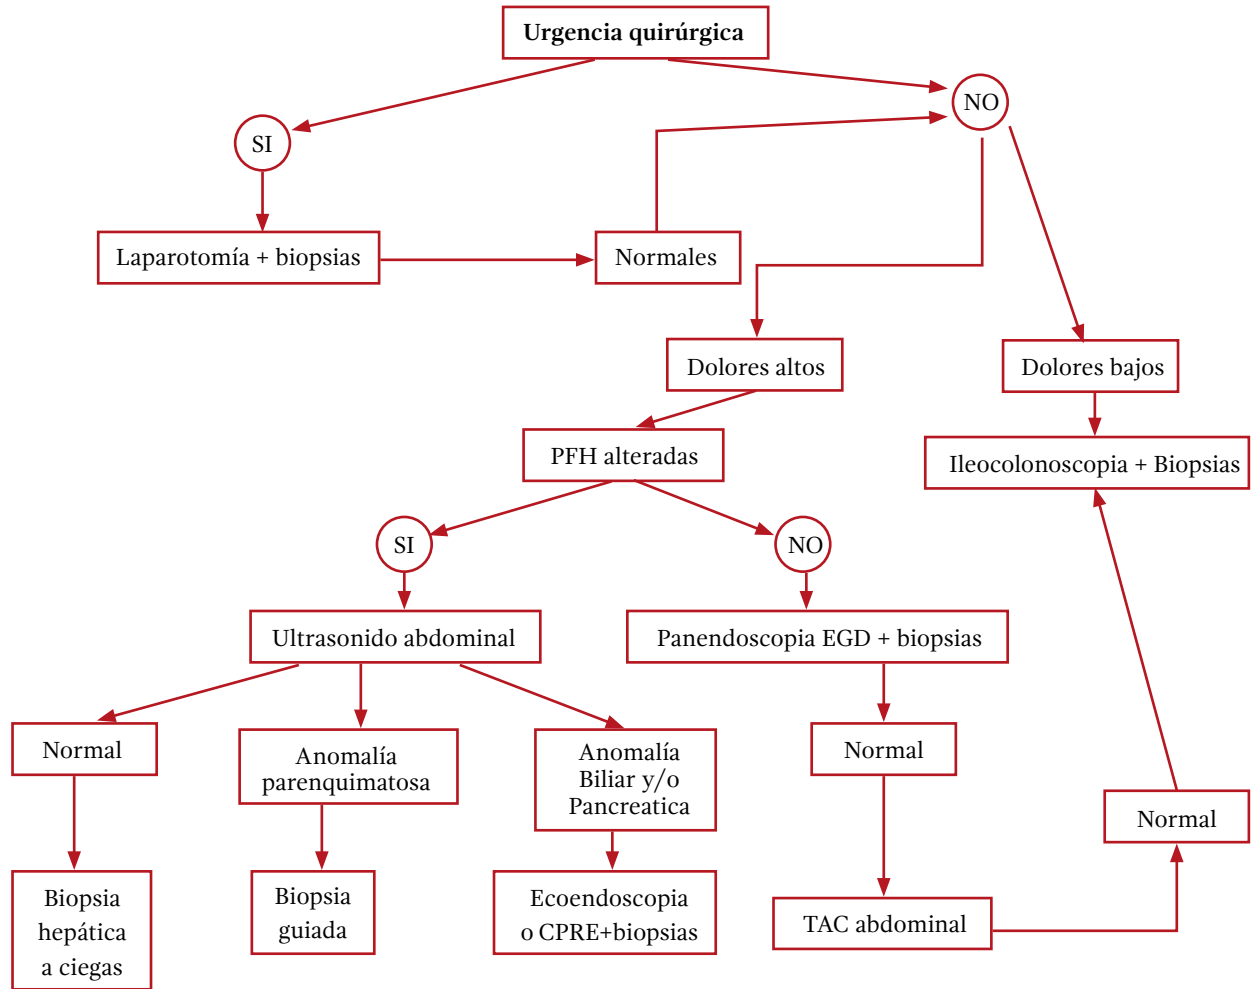 Urgencia quirúrgica
NO
SI
Laparotomía + biopsias
Normales
Dolores altos
Dolores bajos
PFH alteradas
Ileocolonoscopia + Biopsias
SI
NO
Ultrasonido abdominal
Panendoscopia EGD + biopsias
Normal
Anomalía
parenquimatosa
Anomalía
Biliar y/o
Pancreatica
Normal
Normal
Biopsia
hepática
a ciegas
Biopsia
guiada
Ecoendoscopia
o CPRE+biopsias
TAC abdominal